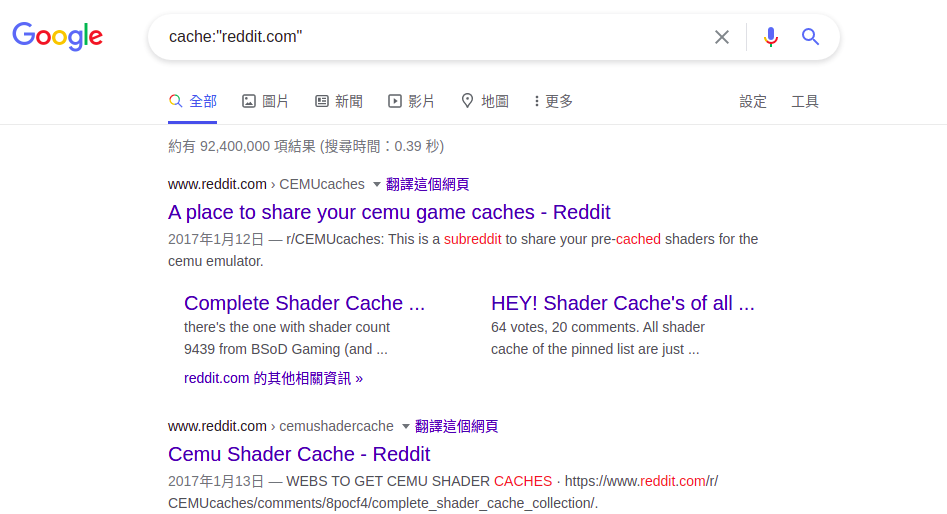 Google
cache:"reddit.com"
全部 圖片 新聞 影片 地圖 更多 設定 工具
約有 92,400,000 項結果 (搜尋時間：0.39 秒)
www.reddit.com › CEMUcaches 翻譯這個網頁
A place to share your cemu game caches - Reddit
2017年1月12日 — r/CEMUcaches: This is a subreddit to share your pre-cached shaders for the
cemu emulator.
Complete Shader Cache ...
there's the one with shader count
9439 from BSoD Gaming (and ...
HEY! Shader Cache's of all ...
64 votes, 20 comments. All shader
cache of the pinned list are just ...
reddit.com 的其他相關資訊 »
www.reddit.com › cemushadercache 翻譯這個網頁
Cemu Shader Cache - Reddit
2017年1月13日 — WEBS TO GET CEMU SHADER CACHES · https://www.reddit.com/r/
CEMUcaches/comments/8pocf4/complete_shader_cache_collection/.